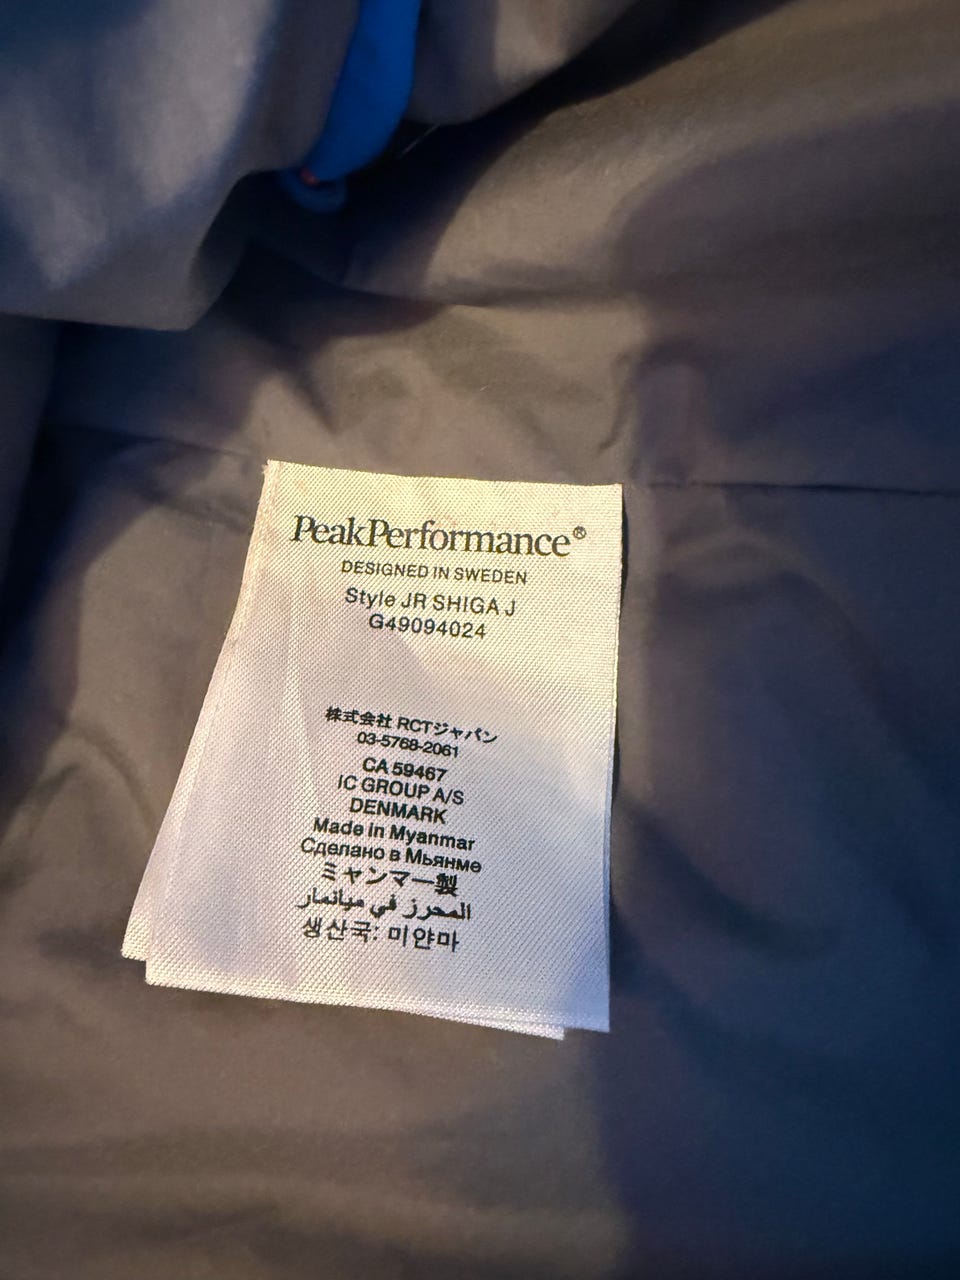 PeakPerformance®
DESIGNED IN SWEDEN
Style JR SHIGA J
G49094024
株式会社 RCTジャパン
03-5768-2061
CA 59467
IC GROUP A/S
DENMARK
Made in Myanmar
Сделано в Мьянме
ミャンマー製
المحرز في ميانمار
생산국: 미얀마